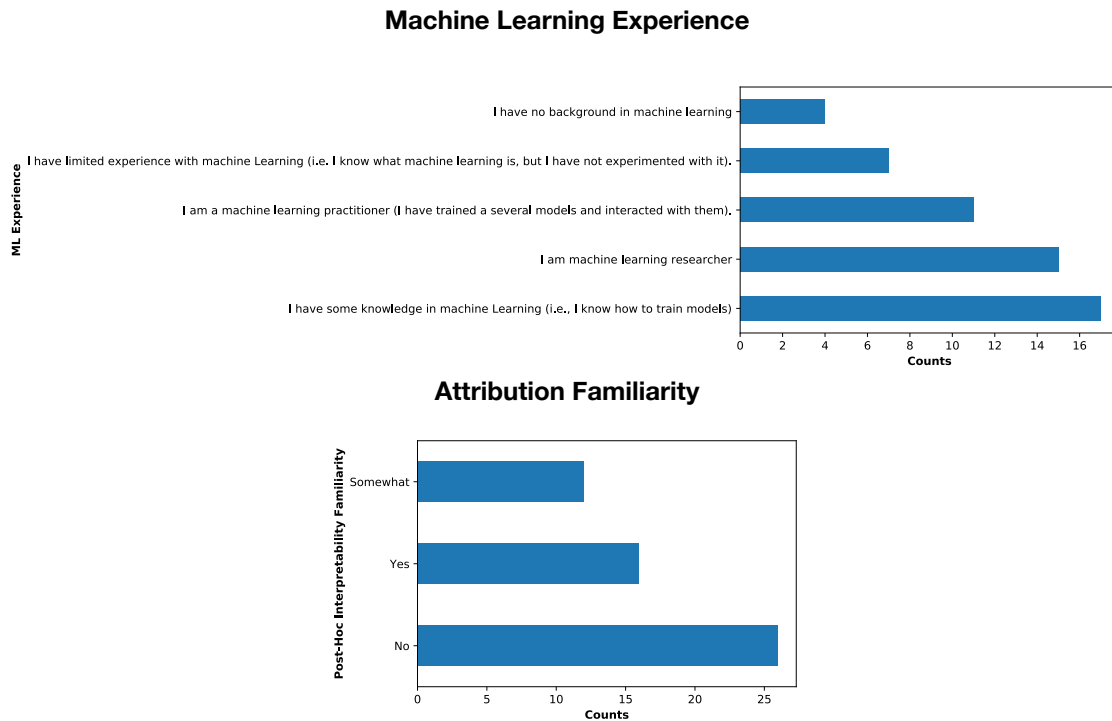 Machine Learning Experience
ML Experience
I have no background in machine learning
I have limited experience with machine Learning (i.e. I know what machine learning is, but I have not experimented with it).
I am a machine learning practitioner (I have trained a several models and interacted with them).
I am machine learning researcher
I have some knowledge in machine Learning (i.e., I know how to train models)
0 2 4 6 8 10 12 14 16
Counts
Attribution Familiarity
Post-Hoc Interpretability Familiarity
Somewhat
Yes
No
0 5 10 15 20 25
Counts